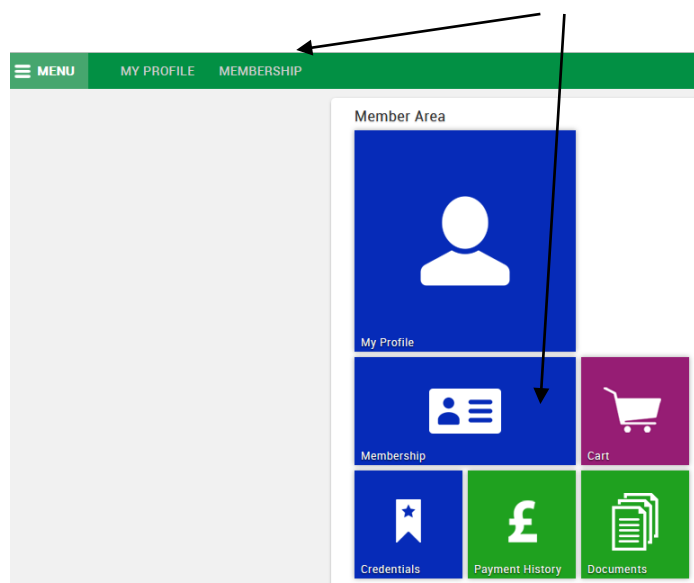 MENU MY PROFILE MEMBERSHIP
Member Area
My Profile
Membership Cart
£
Credentials Payment History Documents